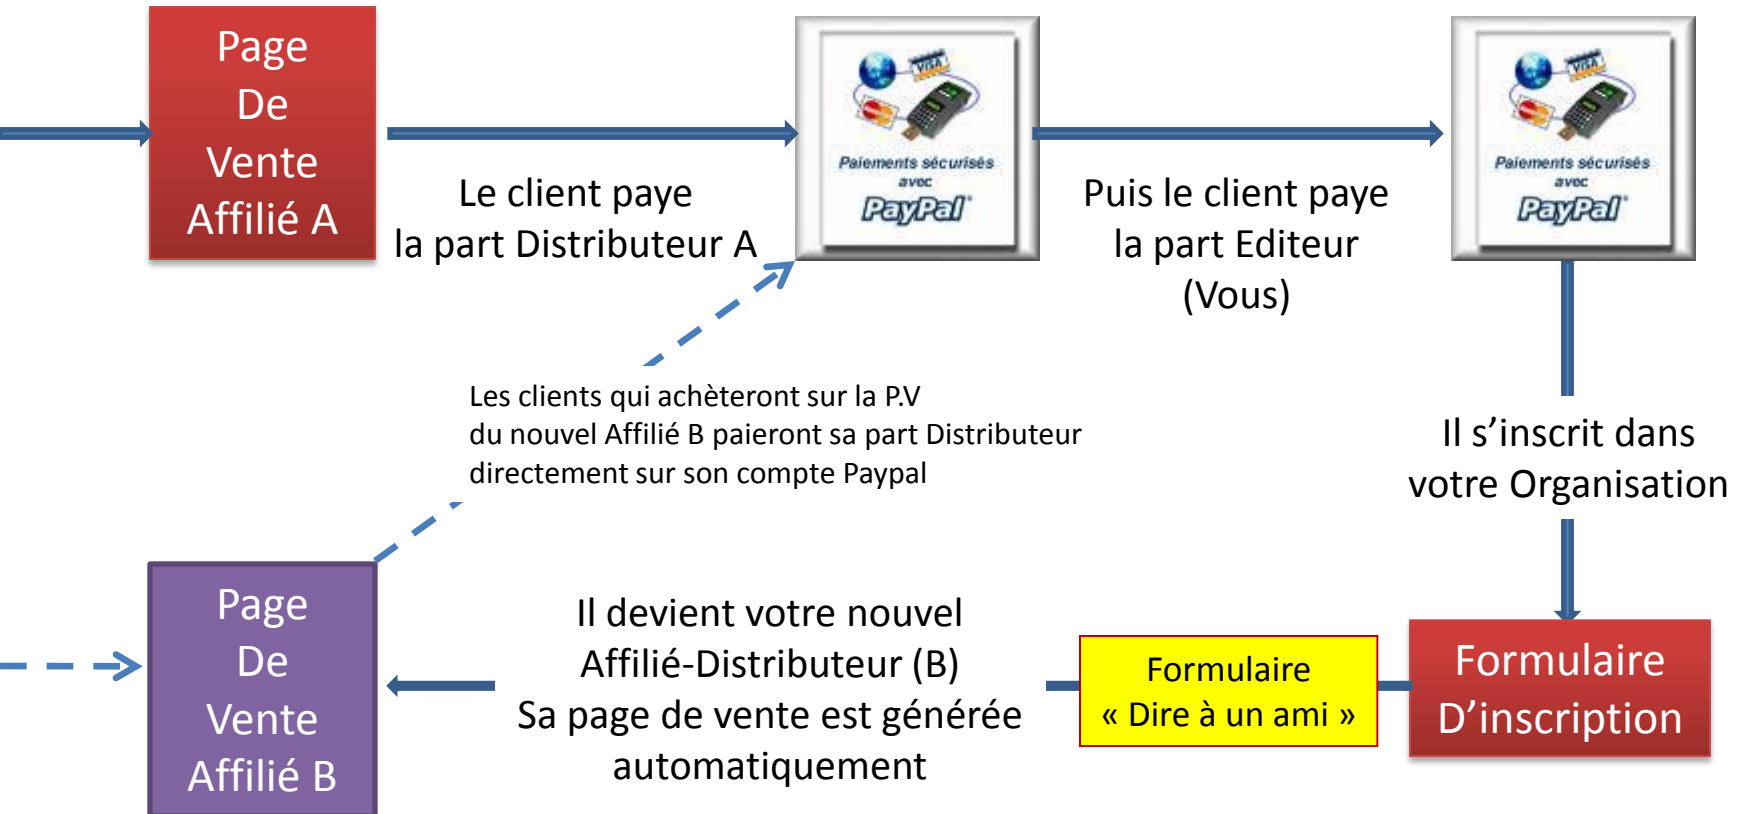 Page
De
Vente
Affilié A
Le client paye
la part Distributeur A
VISA
Paiements sécurisés
avec
PayPal
Puis le client paye
la part Editeur
(Vous)
VISA
Paiements sécurisés
avec
PayPal
Les clients qui achèteront sur la P.V
du nouvel Affilié B paieront sa part Distributeur
directement sur son compte Paypal
Il s’inscrit dans
votre Organisation
Page
De
Vente
Affilié B
Il devient votre nouvel
Affilié-Distributeur (B)
Sa page de vente est générée
automatiquement
Formulaire
« Dire à un ami »
Formulaire
D’inscription